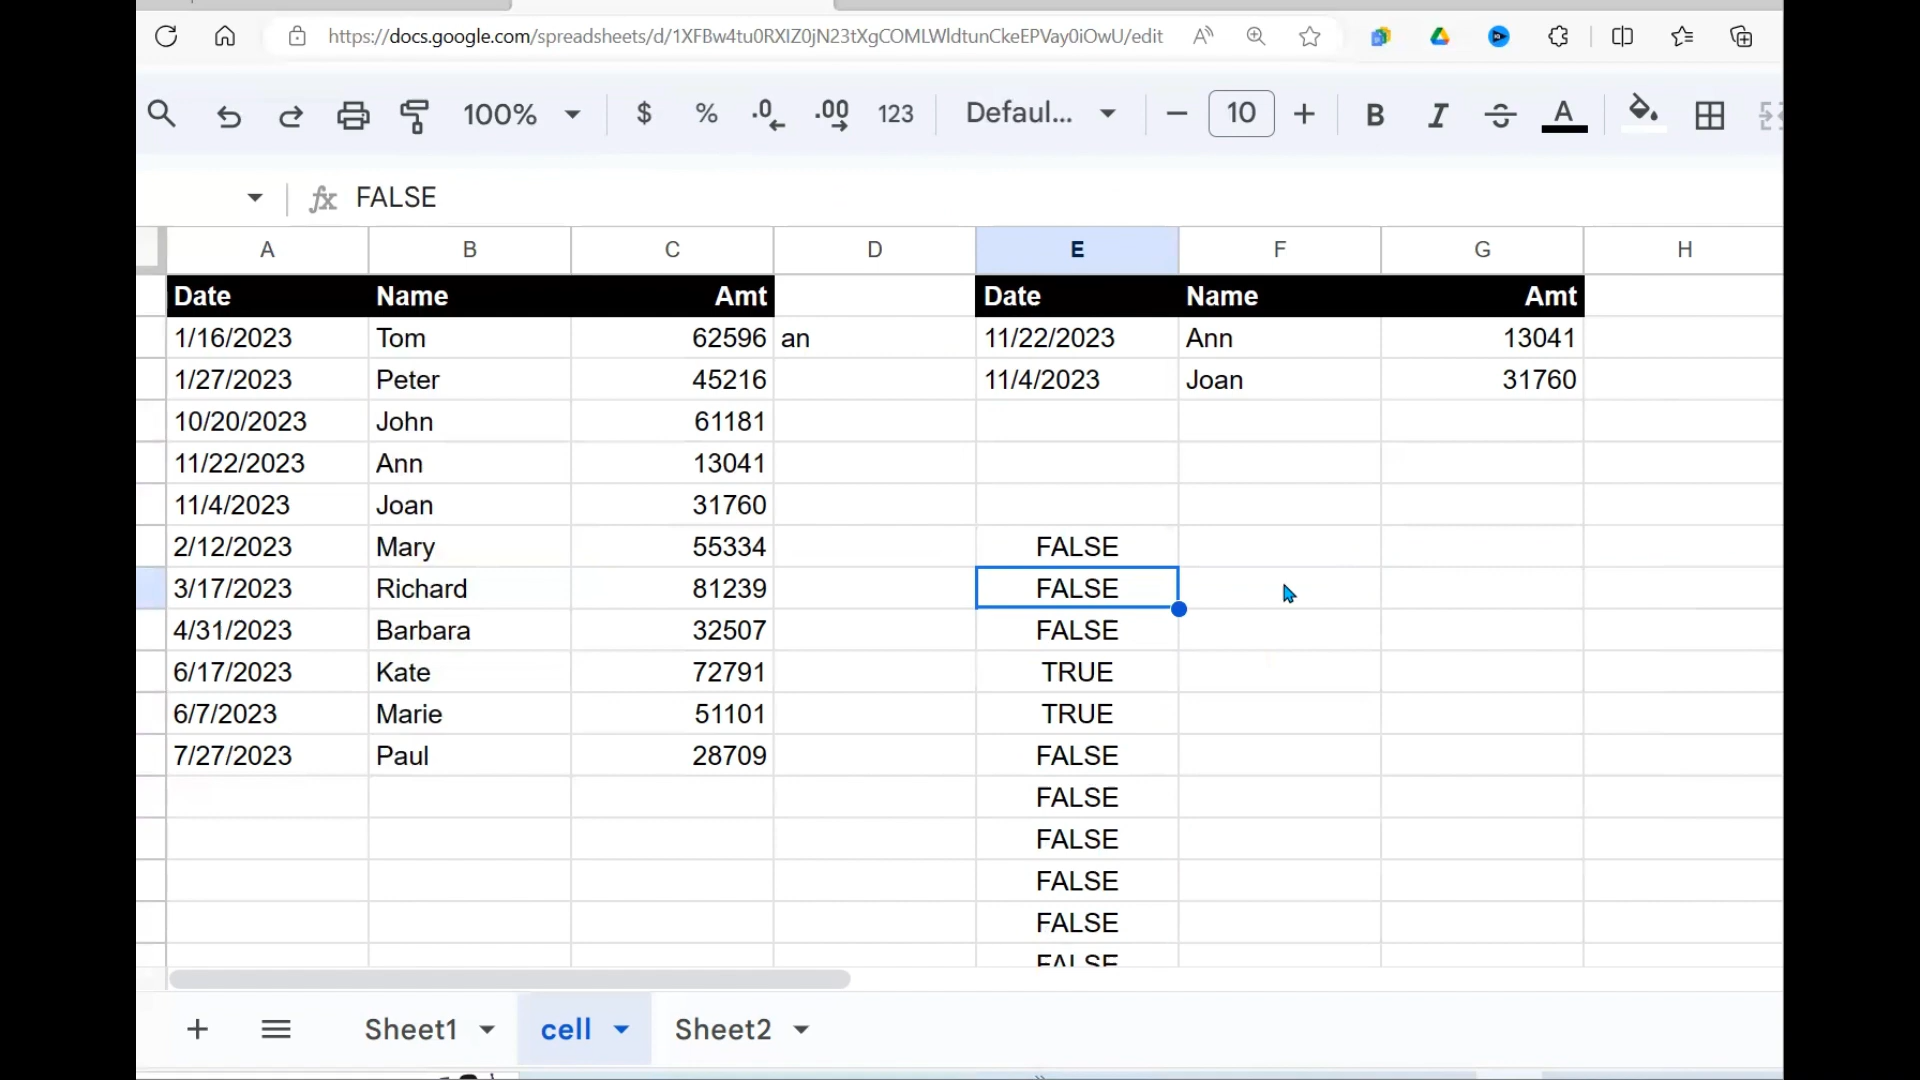 https://docs.google.com/spreadsheets/d/1XFBw4tu0RXIZ0jN23tXgCOMLWldtunCkeEPVay0iOwU/edit
100% $ % .0 .00 123 Defaul... 10 B I A
fx FALSE
A B C D E F G H
Date Name Amt Date Name Amt
1/16/2023 Tom 62596 an 11/22/2023 Ann 13041
1/27/2023 Peter 45216 11/4/2023 Joan 31760
10/20/2023 John 61181
11/22/2023 Ann 13041
11/4/2023 Joan 31760
2/12/2023 Mary 55334 FALSE
3/17/2023 Richard 81239 FALSE
4/31/2023 Barbara 32507 FALSE
6/17/2023 Kate 72791 TRUE
6/7/2023 Marie 51101 TRUE
7/27/2023 Paul 28709 FALSE
FALSE
FALSE
FALSE
FALSE
FALSE
Sheet1 cell Sheet2